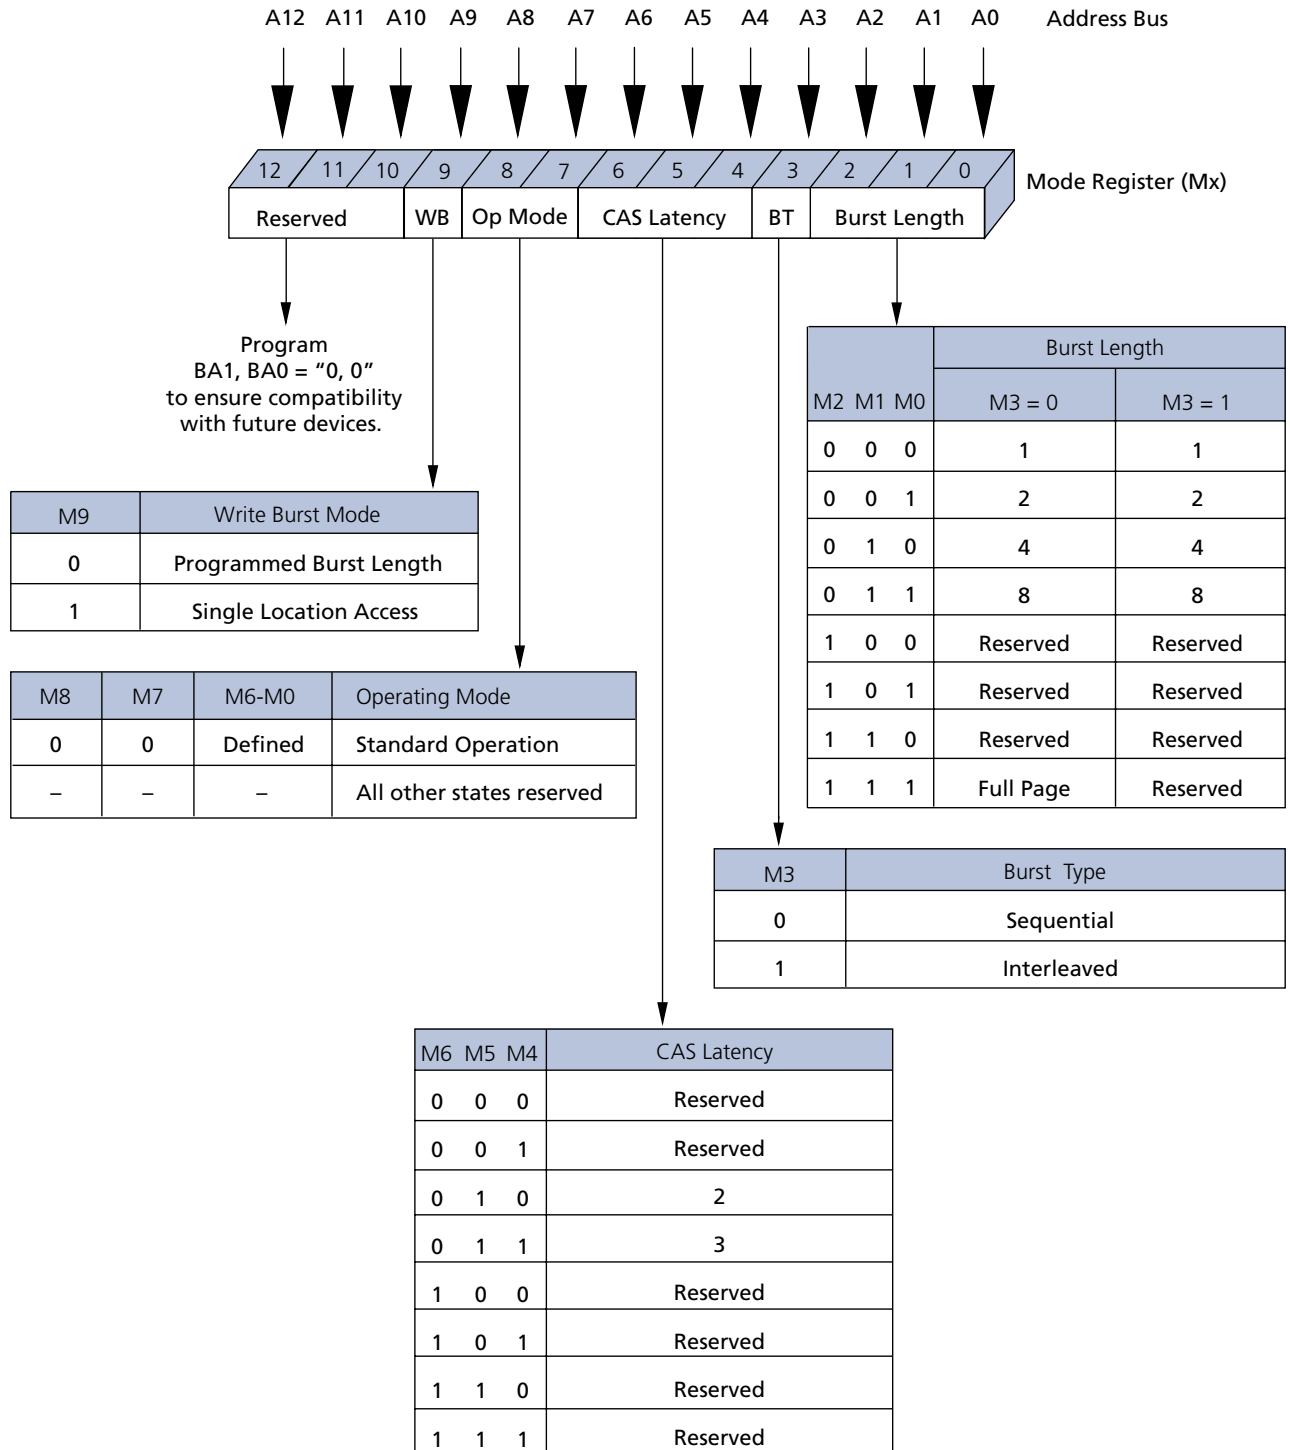 A12 A11 A10 A9 A8 A7 A6 A5 A4 A3 A2 A1 A0 Address Bus
12 11 10 9 8 7 6 5 4 3 2 1 0
Mode Register (Mx)
Reserved WB Op Mode CAS Latency BT Burst Length
Program
BA1, BA0 = “0, 0”
to ensure compatibility
with future devices.
Burst Length
M2 M1 M0 M3 = 0 M3 = 1
0 0 0 1 1
0 0 1 2 2
0 1 0 4 4
0 1 1 8 8
1 0 0 Reserved Reserved
1 0 1 Reserved Reserved
1 1 0 Reserved Reserved
1 1 1 Full Page Reserved
M9 Write Burst Mode
0 Programmed Burst Length
1 Single Location Access
M8 M7 M6-M0 Operating Mode
0 0 Defined Standard Operation
– – – All other states reserved
M3 Burst Type
0 Sequential
1 Interleaved
M6 M5 M4 CAS Latency
0 0 0 Reserved
0 0 1 Reserved
0 1 0 2
0 1 1 3
1 0 0 Reserved
1 0 1 Reserved
1 1 0 Reserved
1 1 1 Reserved